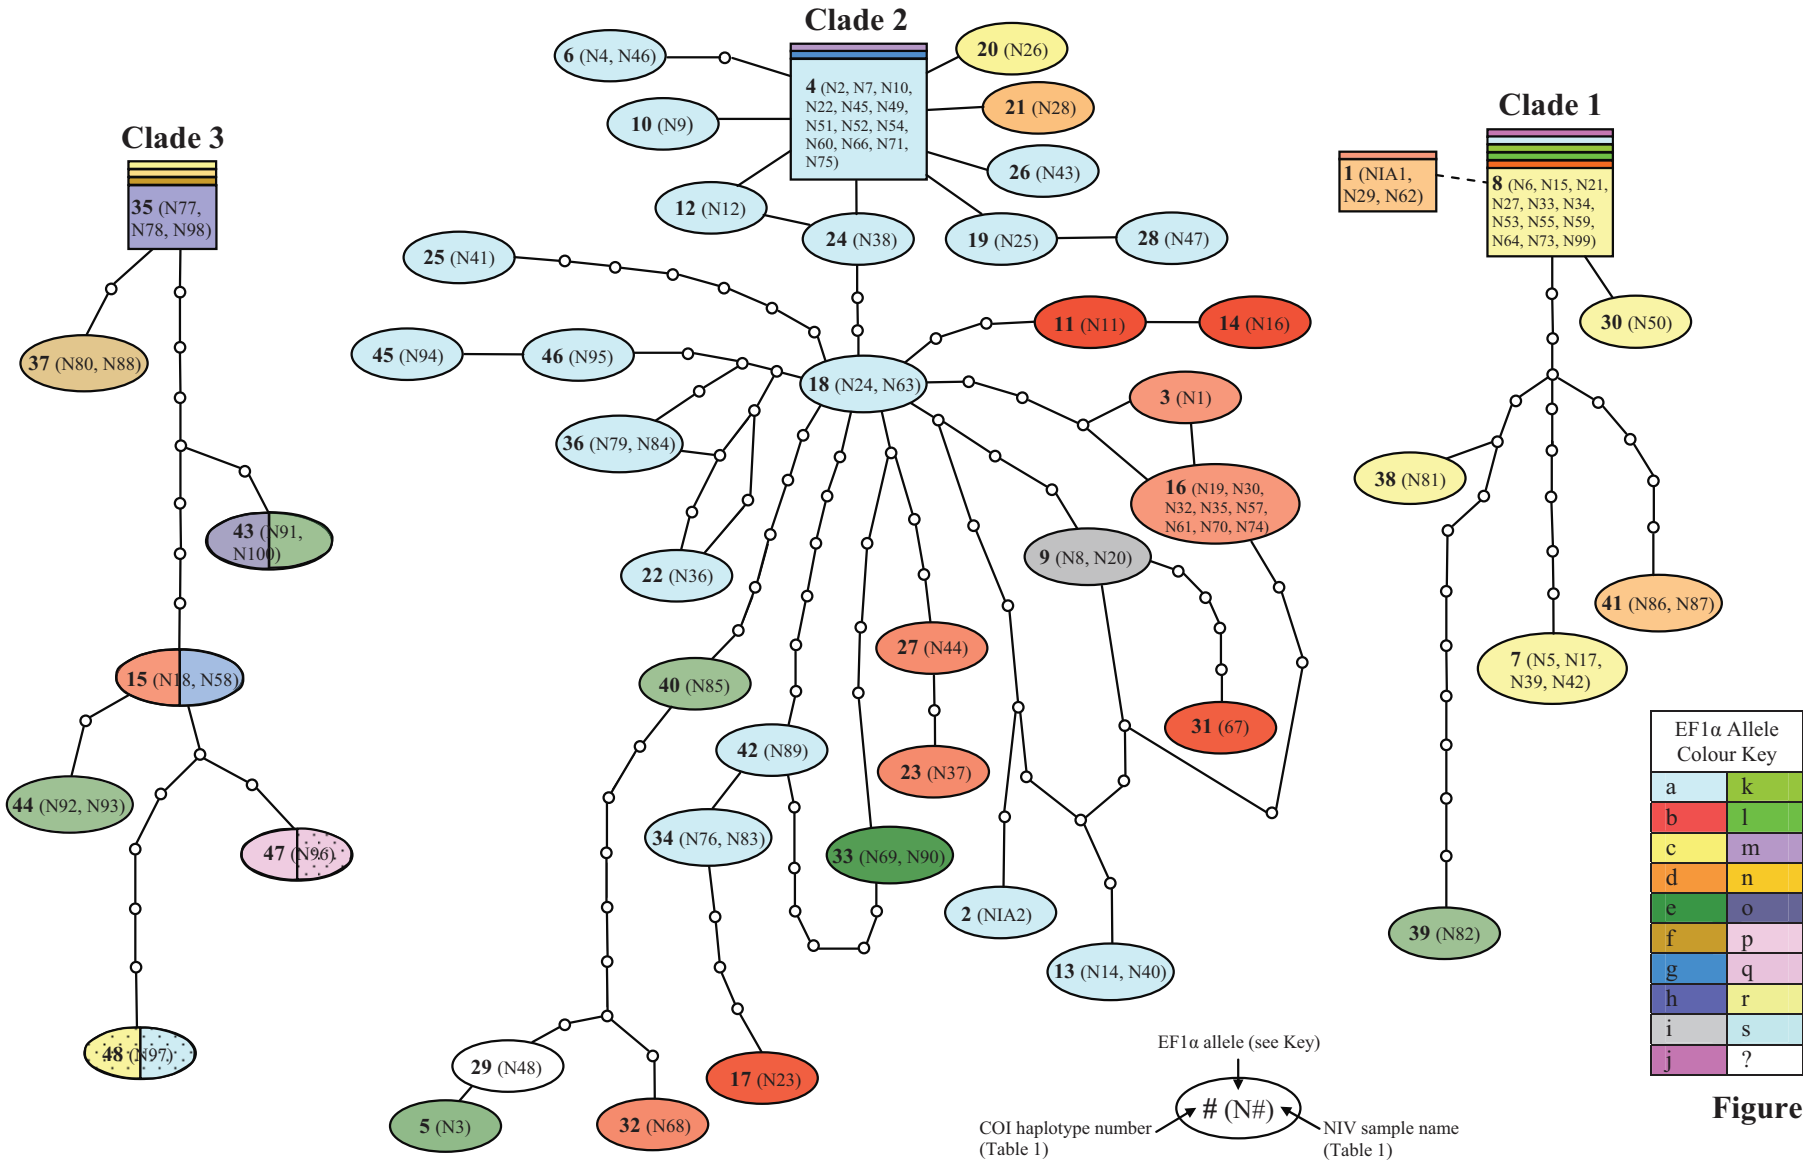 Clade 2
6 (N4, N46)
20 (N26)
4 (N2, N7, N10,
N22, N45, N49,
N51, N52, N54,
N60, N66, N71,
N75)
21 (N28)
10 (N9)
26 (N43)
12 (N12)
24 (N38)
19 (N25)
28 (N47)
25 (N41)
11 (N11)
14 (N16)
45 (N94)
46 (N95)
18 (N24, N63)
3 (N1)
36 (N79, N84)
16 (N19, N30,
N32, N35, N57,
N61, N70, N74)
9 (N8, N20)
22 (N36)
27 (N44)
40 (N85)
31 (67)
42 (N89)
23 (N37)
34 (N76, N83)
33 (N69, N90)
2 (NIA2)
13 (N14, N40)
29 (N48)
17 (N23)
5 (N3)
32 (N68)
Clade 3
35 (N77,
N78, N98)
37 (N80, N88)
43 (N91,
N100)
15 (N18, N58)
44 (N92, N93)
47 (N96)
48 (N97)
Clade 1
1 (NIA1,
N29, N62)
8 (N6, N15, N21,
N27, N33, N34,
N53, N55, N59,
N64, N73, N99)
30 (N50)
38 (N81)
41 (N86, N87)
7 (N5, N17,
N39, N42)
39 (N82)
EF1α Allele
Colour Key
a k
b l
c m
d n
e o
f p
g q
h r
i s
j ?
EF1α allele (see Key)
# (N#)
COI haplotype number
(Table 1)
NIV sample name
(Table 1)
Figure